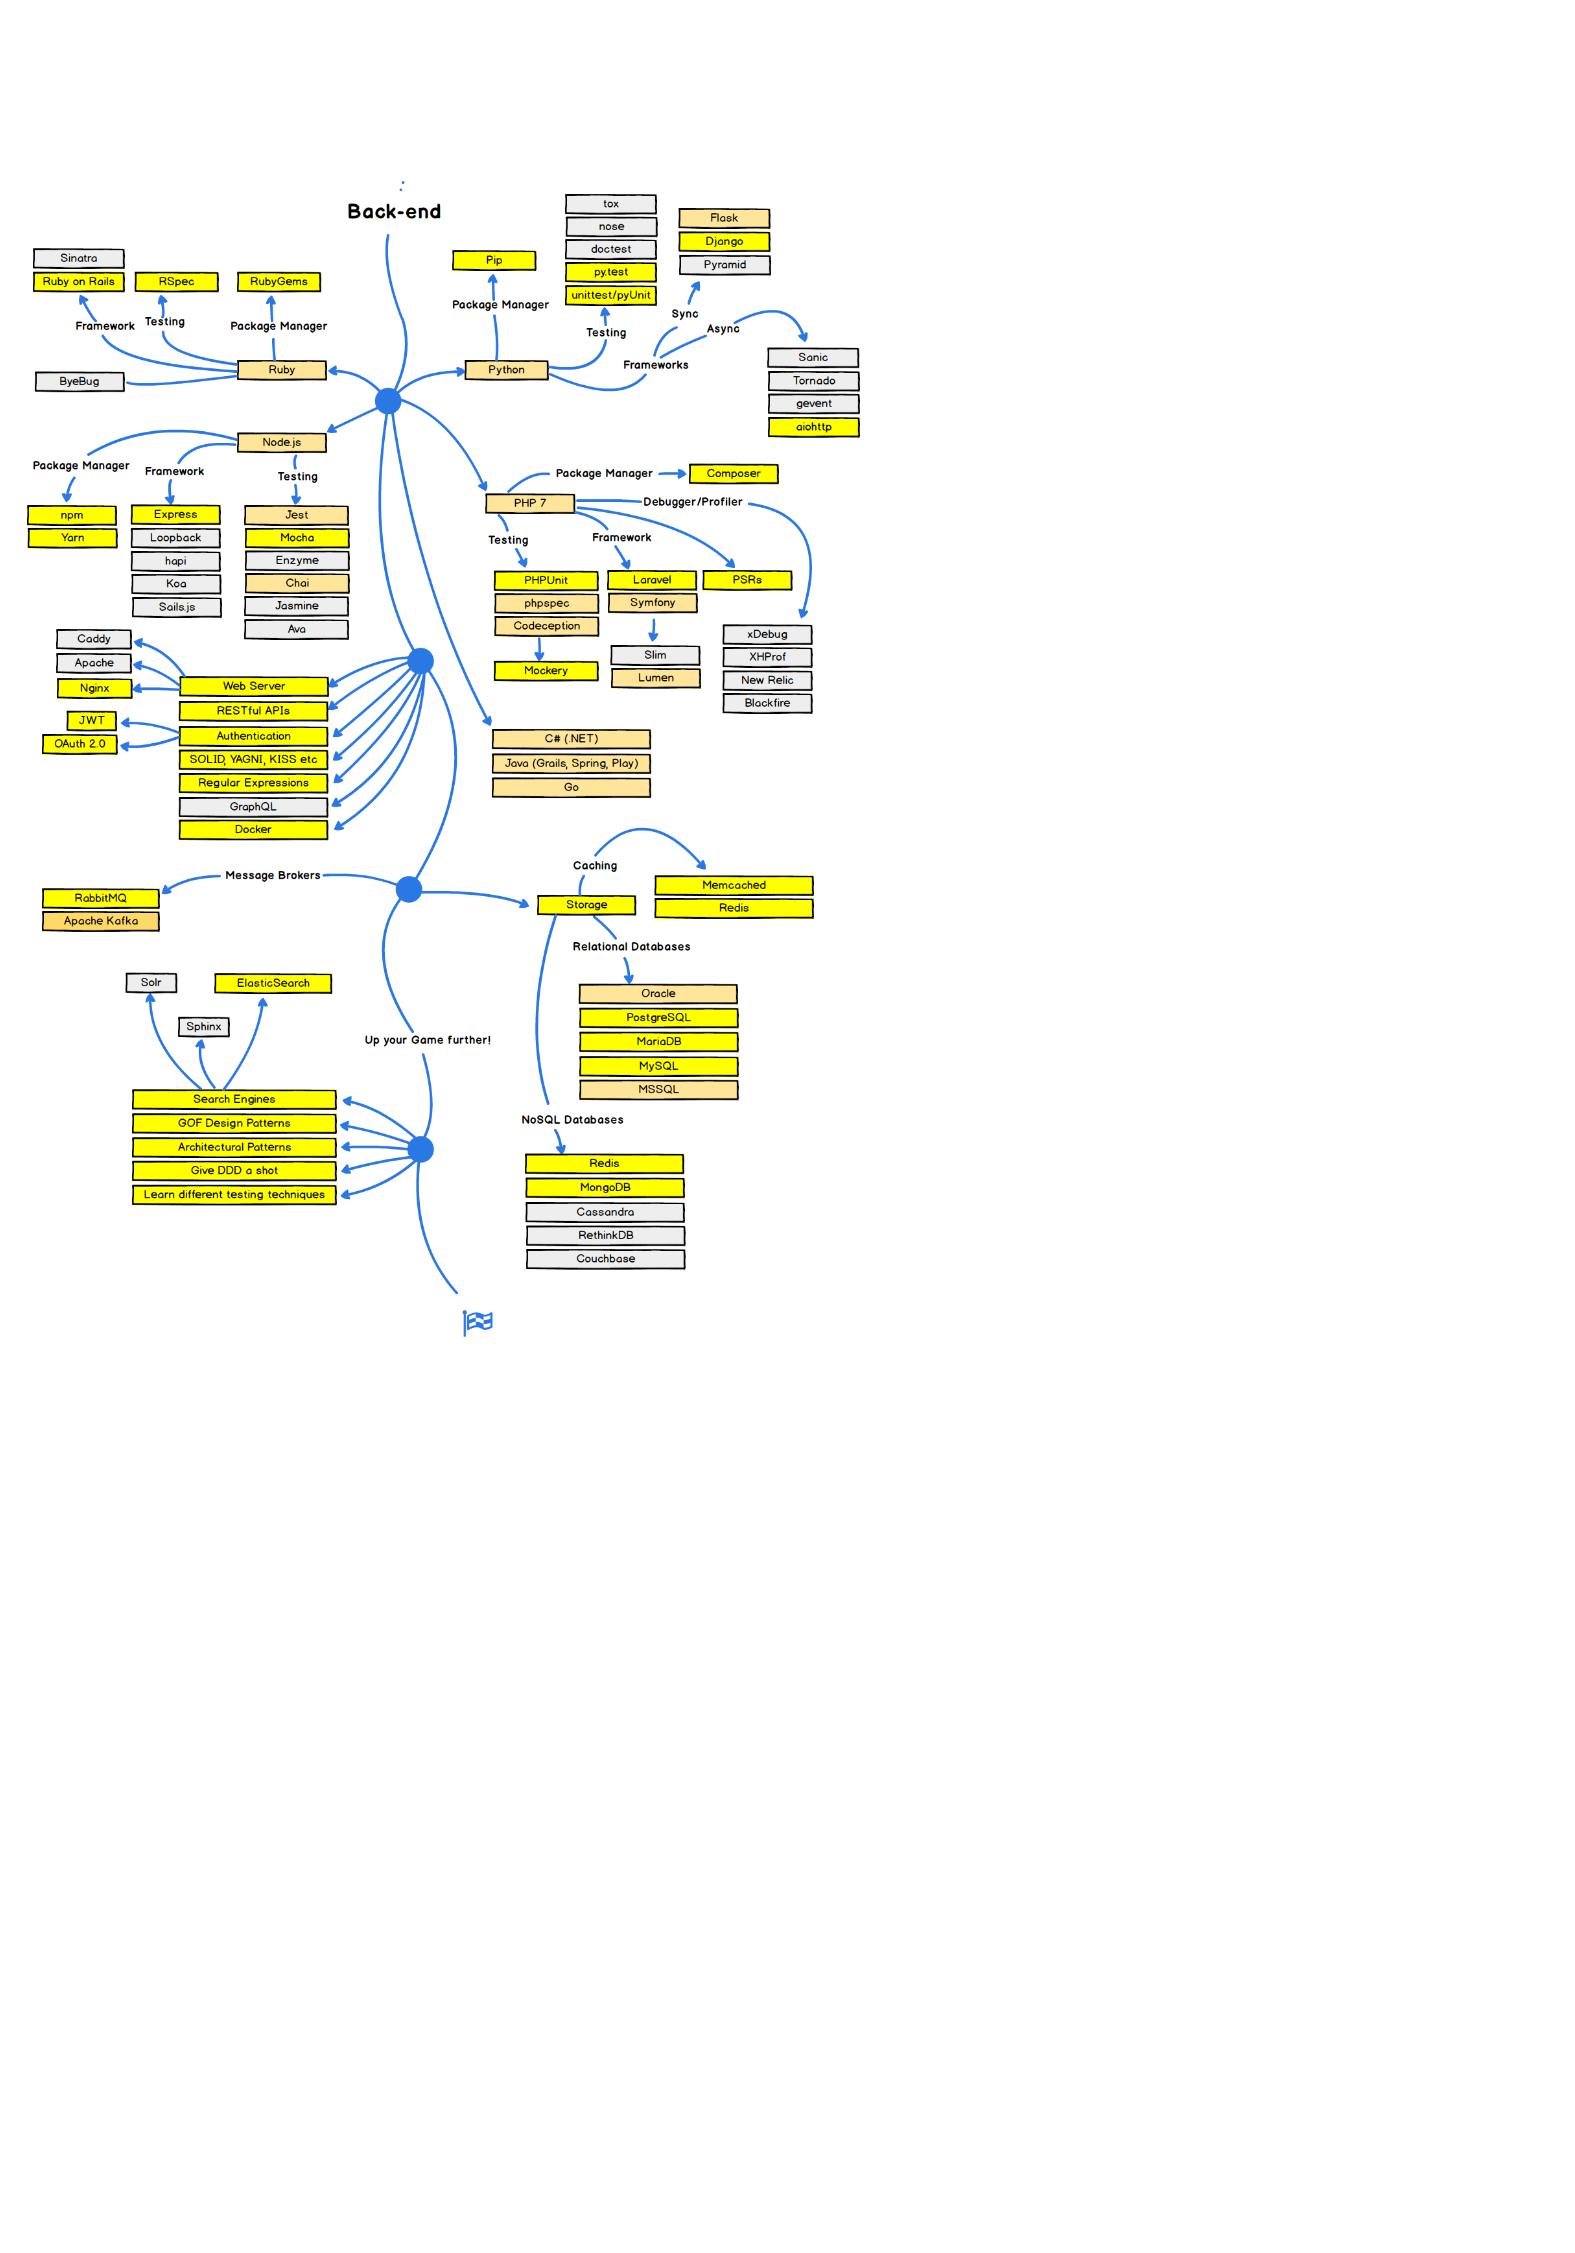 Back-end
Sinatra
Ruby on Rails
RSpec
RubyGems
Framework
Testing
Package Manager
Ruby
ByeBug
Pip
Package Manager
Python
tox
nose
doctest
py.test
unittest/pyUnit
Testing
Flask
Django
Pyramid
Sync
Async
Frameworks
Sanic
Tornado
gevent
aiohttp
Node.js
Package Manager
Framework
Testing
npm
Yarn
Express
Loopback
hapi
Koa
Sails.js
Jest
Mocha
Enzyme
Chai
Jasmine
Ava
Package Manager
Composer
PHP 7
Debugger/Profiler
Testing
Framework
PHPUnit
phpspec
Codeception
Mockery
Laravel
Symfony
Slim
Lumen
PSRs
xDebug
XHProf
New Relic
Blackfire
Caddy
Apache
Nginx
JWT
OAuth 2.0
Web Server
RESTful APIs
Authentication
SOLID, YAGNI, KISS etc
Regular Expressions
GraphQL
Docker
C# (.NET)
Java (Grails, Spring, Play)
Go
Message Brokers
RabbitMQ
Apache Kafka
Caching
Storage
Memcached
Redis
Relational Databases
Oracle
PostgreSQL
MariaDB
MySQL
MSSQL
NoSQL Databases
Redis
MongoDB
Cassandra
RethinkDB
Couchbase
Solr
ElasticSearch
Sphinx
Up your Game further!
Search Engines
GOF Design Patterns
Architectural Patterns
Give DDD a shot
Learn different testing techniques